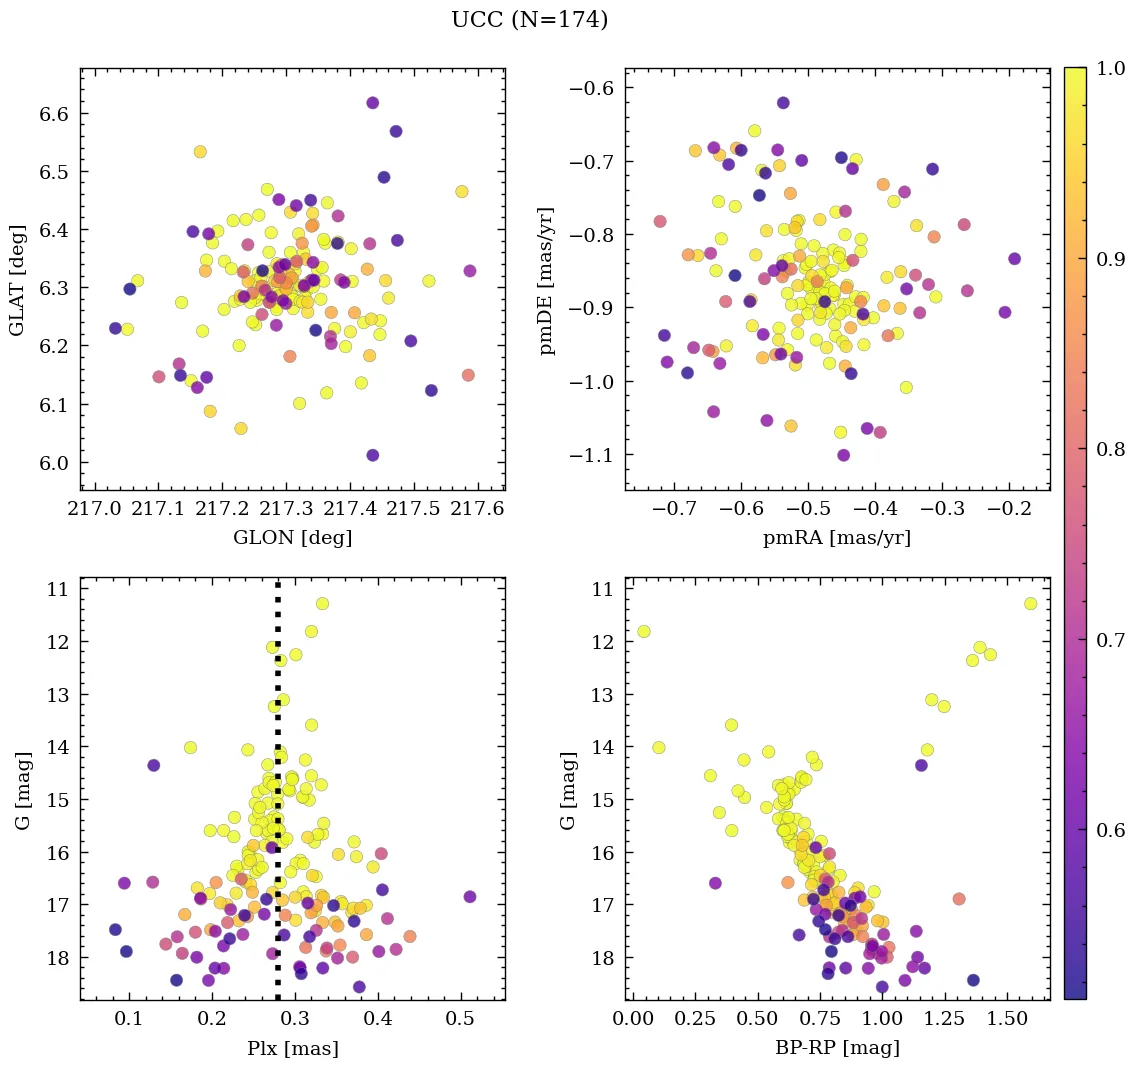 UCC (N=174)
6.6
6.5
6.4
6.3
6.2
6.1
6.0
GLAT [deg]
217.0 217.1 217.2 217.3 217.4 217.5 217.6
GLON [deg]
−0.6
−0.7
−0.8
−0.9
−1.0
−1.1
pmDE [mas/yr]
−0.7 −0.6 −0.5 −0.4 −0.3 −0.2
pmRA [mas/yr]
1.0
0.9
0.8
0.7
0.6
11
12
13
14
15
16
17
18
G [mag]
0.1 0.2 0.3 0.4 0.5
Plx [mas]
11
12
13
14
15
16
17
18
G [mag]
0.00 0.25 0.50 0.75 1.00 1.25 1.50
BP-RP [mag]